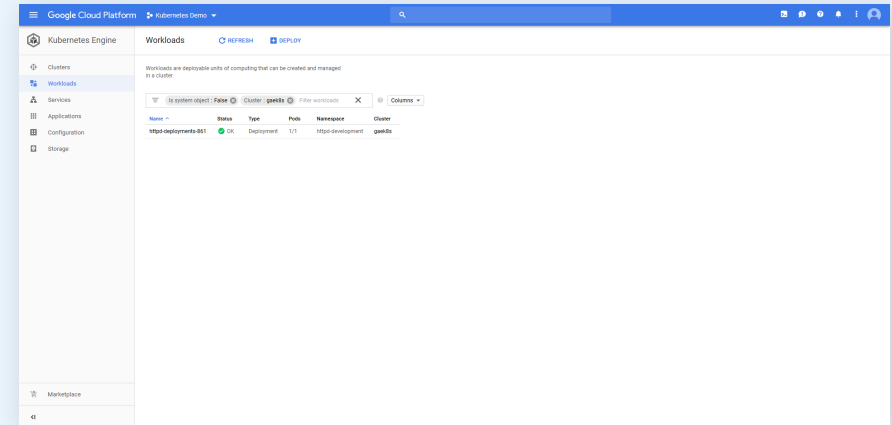 Google Cloud Platform
Kubernetes Demo
Kubernetes Engine
Workloads
REFRESH
DEPLOY
Clusters
Workloads
Services
Applications
Configuration
Storage
Workloads are deployable units of computing that can be created and managed
in a cluster.
Is system object : False
Cluster : gaek8s
Filter workloads
Columns
Name Status Type Pods Namespace Cluster
httpd-deployments-861 OK Deployment 1/1 httpd-development gaek8s
Marketplace